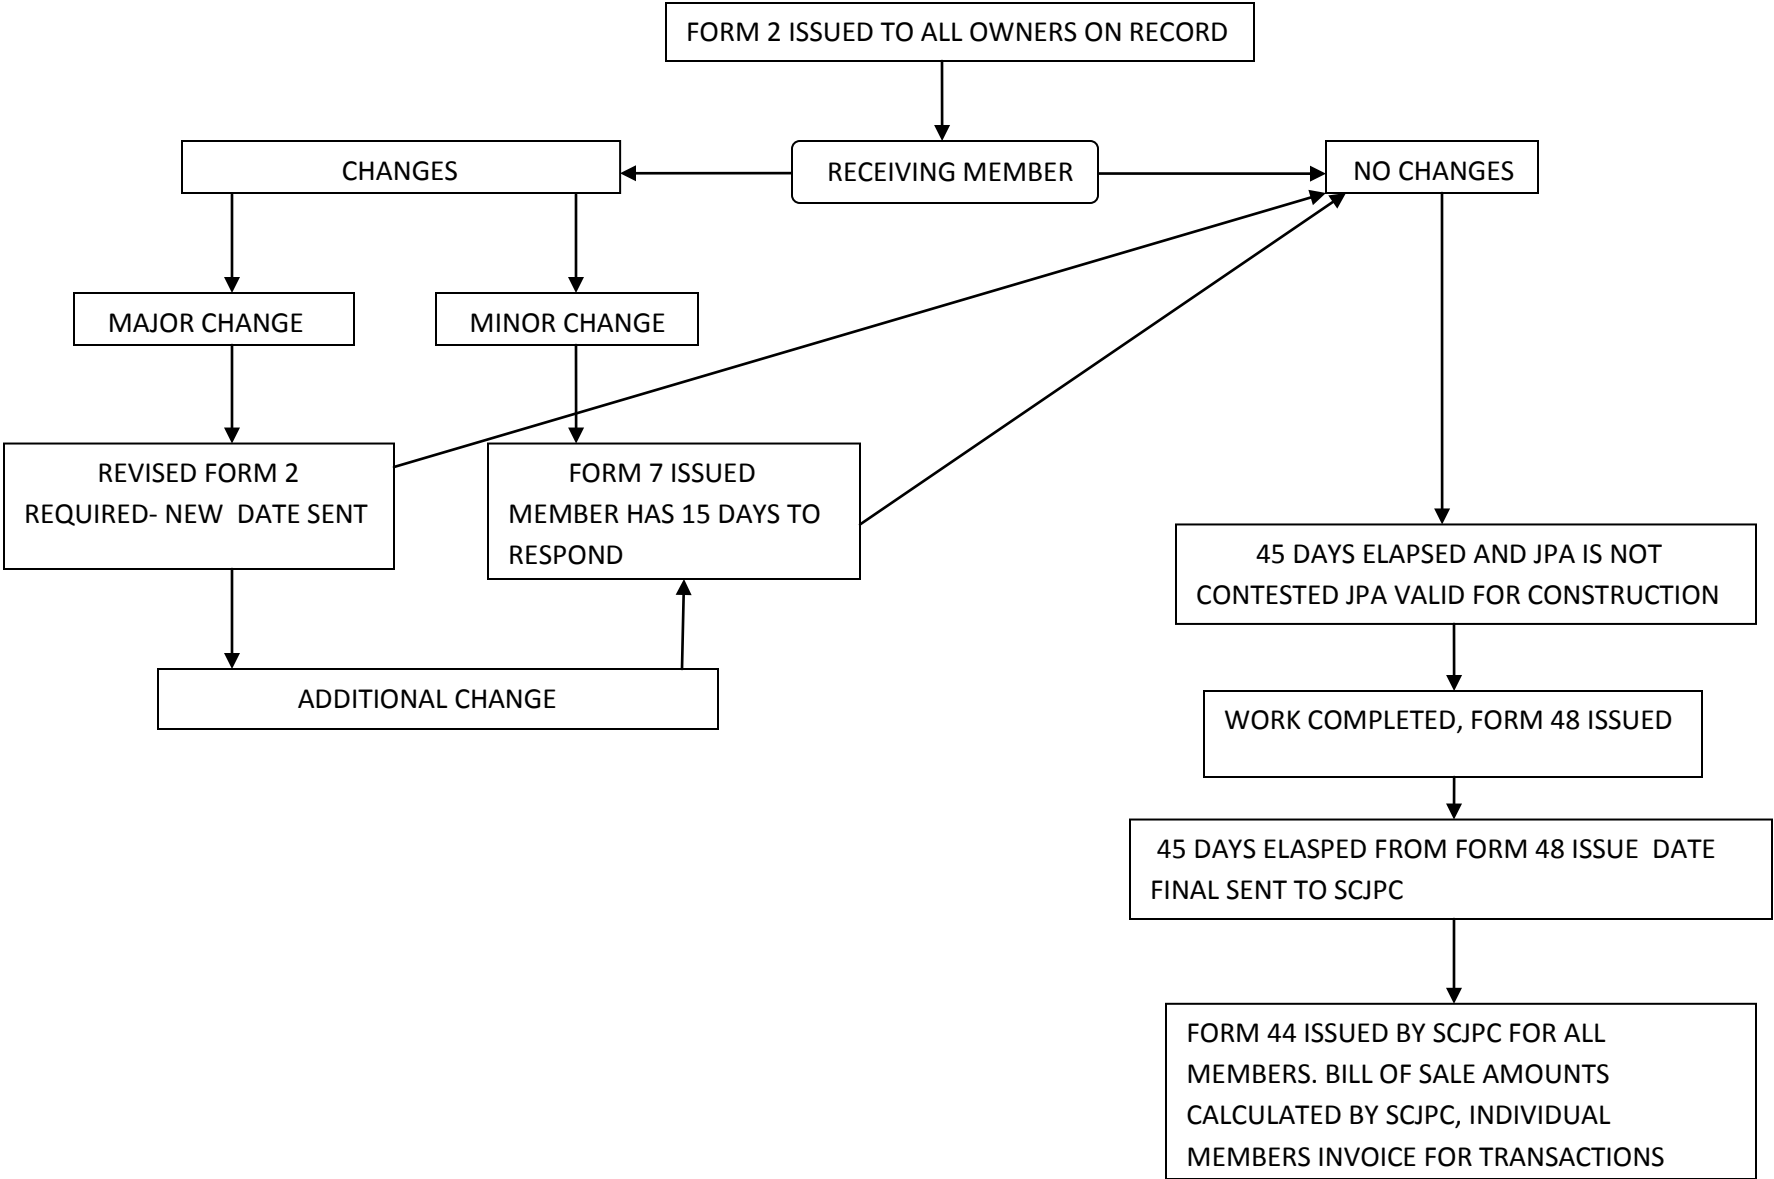 FORM 2 ISSUED TO ALL OWNERS ON RECORD
CHANGES
RECEIVING MEMBER
NO CHANGES
MAJOR CHANGE
MINOR CHANGE
REVISED FORM 2
REQUIRED- NEW  DATE SENT
FORM 7 ISSUED
MEMBER HAS 15 DAYS TO
RESPOND
ADDITIONAL CHANGE
45 DAYS ELAPSED AND JPA IS NOT
CONTESTED JPA VALID FOR CONSTRUCTION
WORK COMPLETED, FORM 48 ISSUED
45 DAYS ELASPED FROM FORM 48 ISSUE  DATE
FINAL SENT TO SCJPC
FORM 44 ISSUED BY SCJPC FOR ALL
MEMBERS. BILL OF SALE AMOUNTS
CALCULATED BY SCJPC, INDIVIDUAL
MEMBERS INVOICE FOR TRANSACTIONS